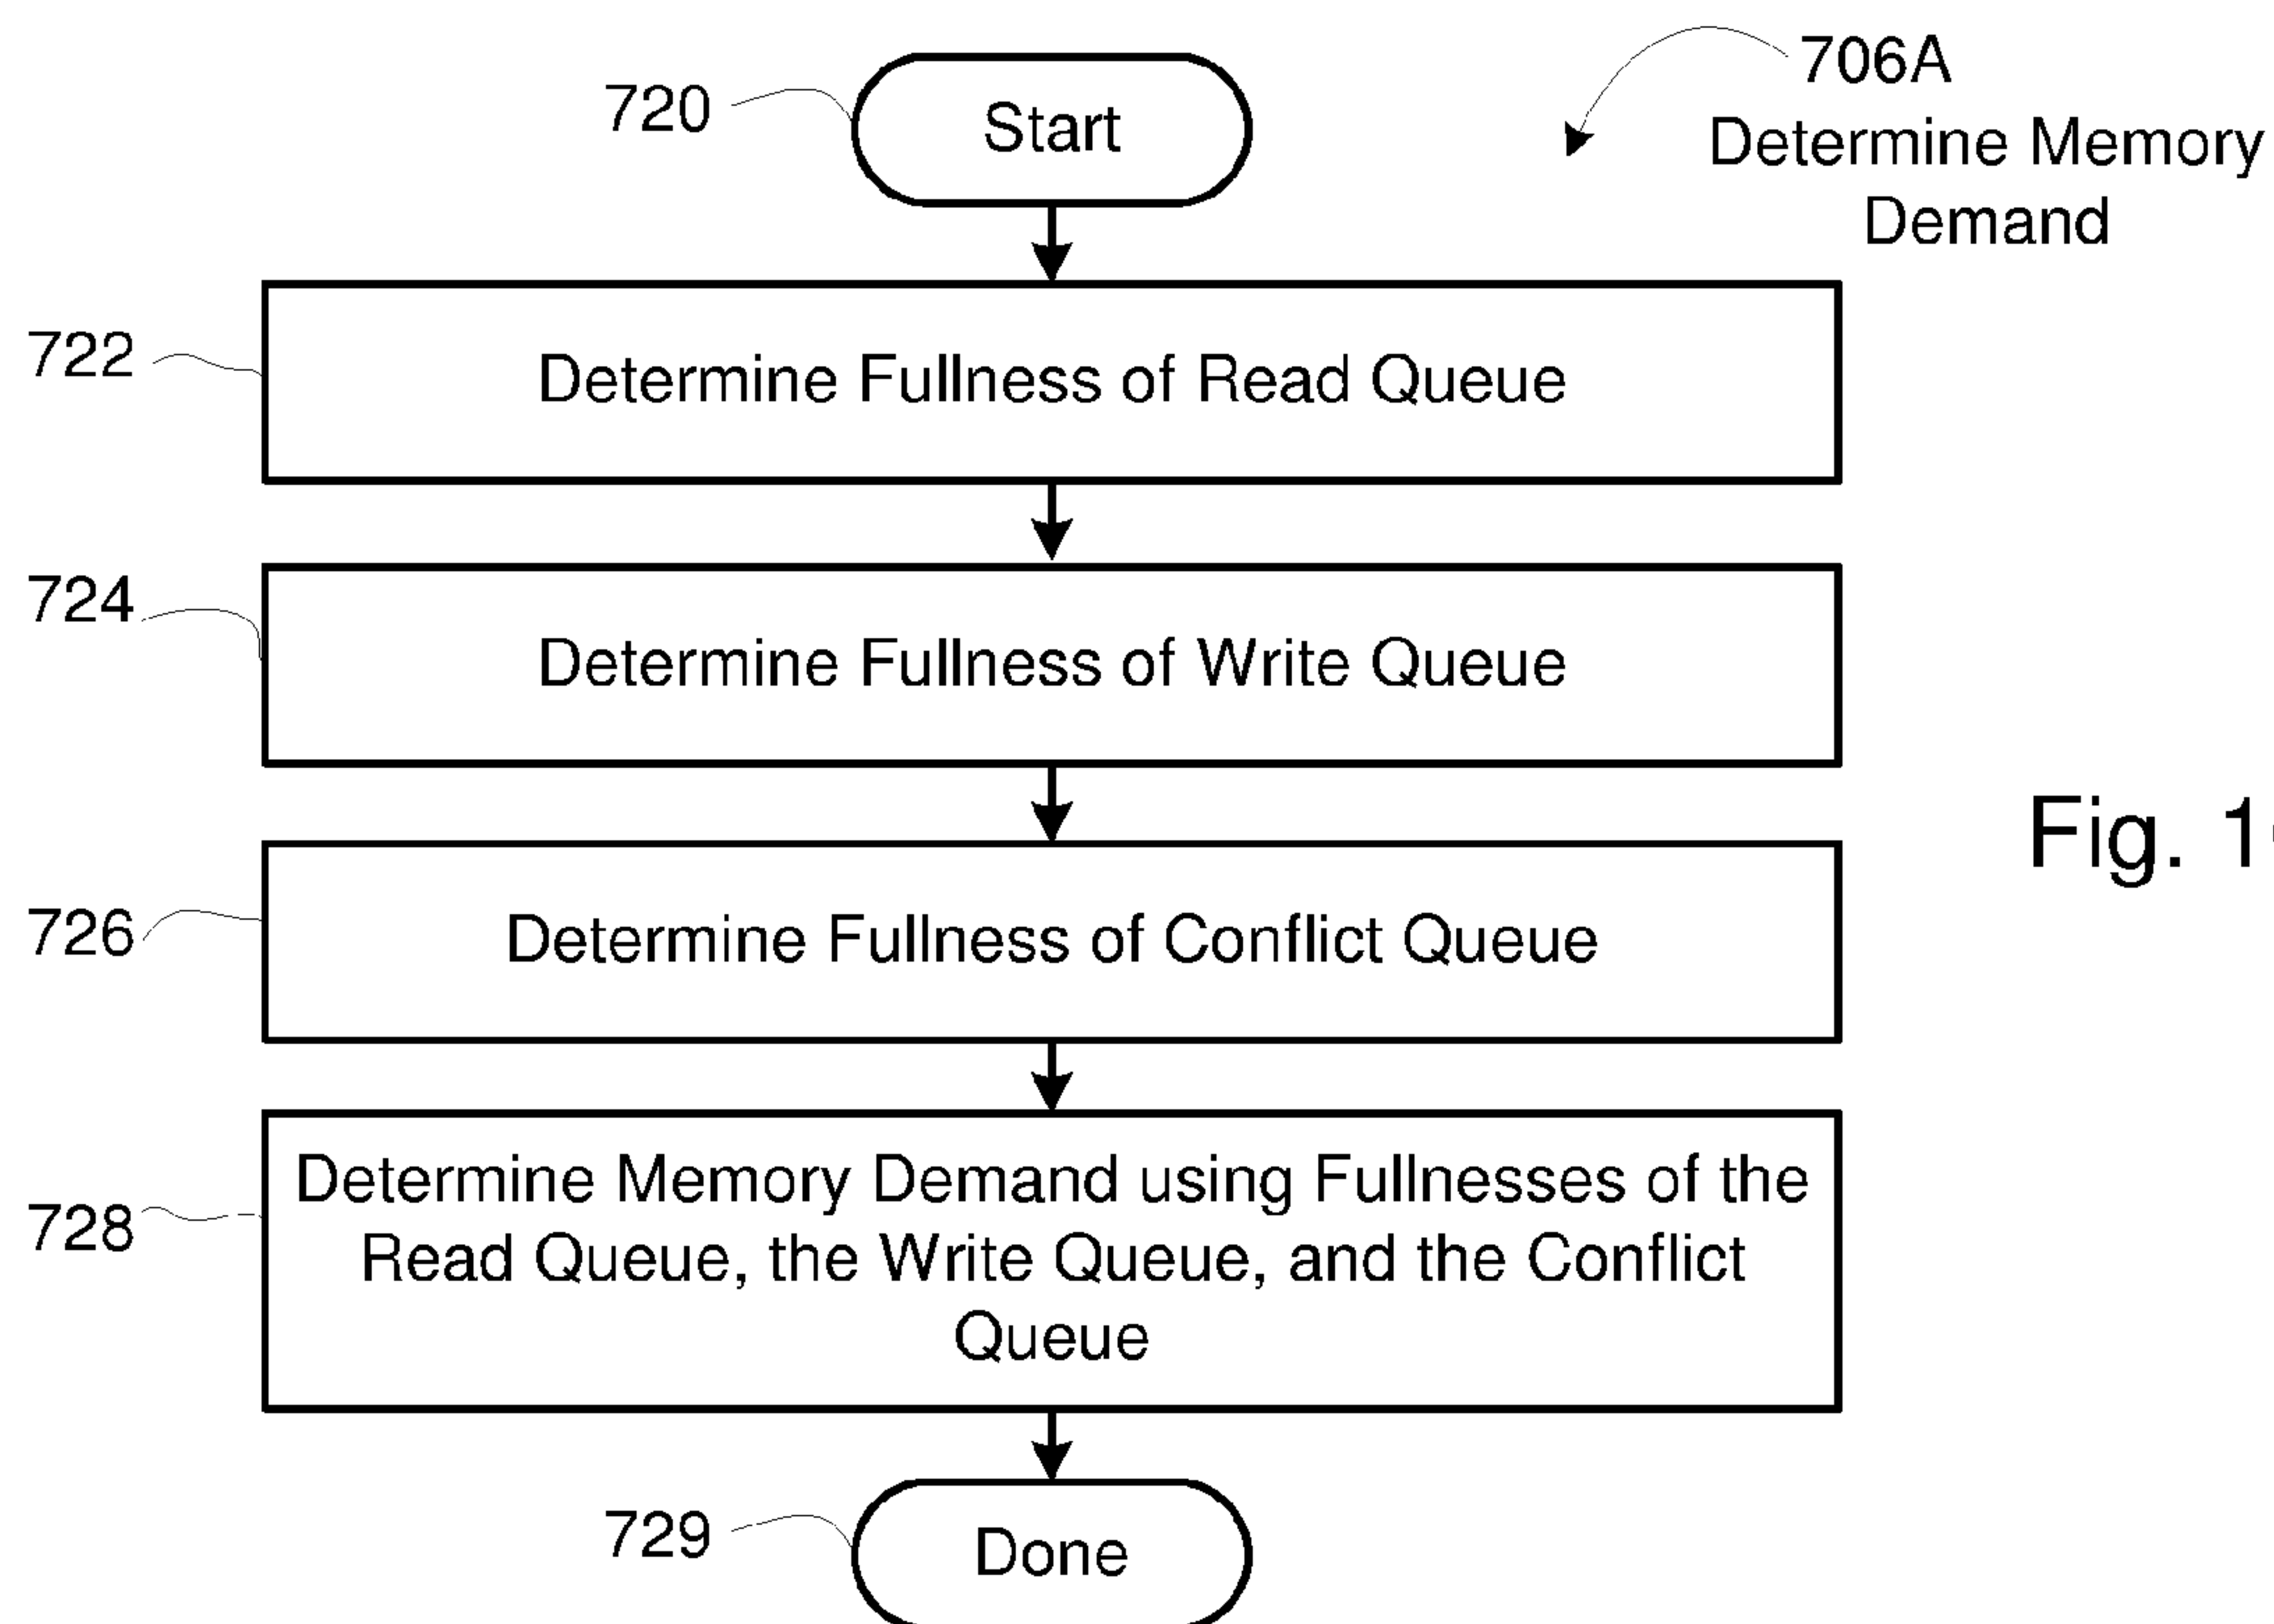 706A
Determine Memory
Demand
720
Start
722
Determine Fullness of Read Queue
724
Determine Fullness of Write Queue
Fig. 1
726
Determine Fullness of Conflict Queue
728
Determine Memory Demand using Fullnesses of the
Read Queue, the Write Queue, and the Conflict
Queue
729
Done